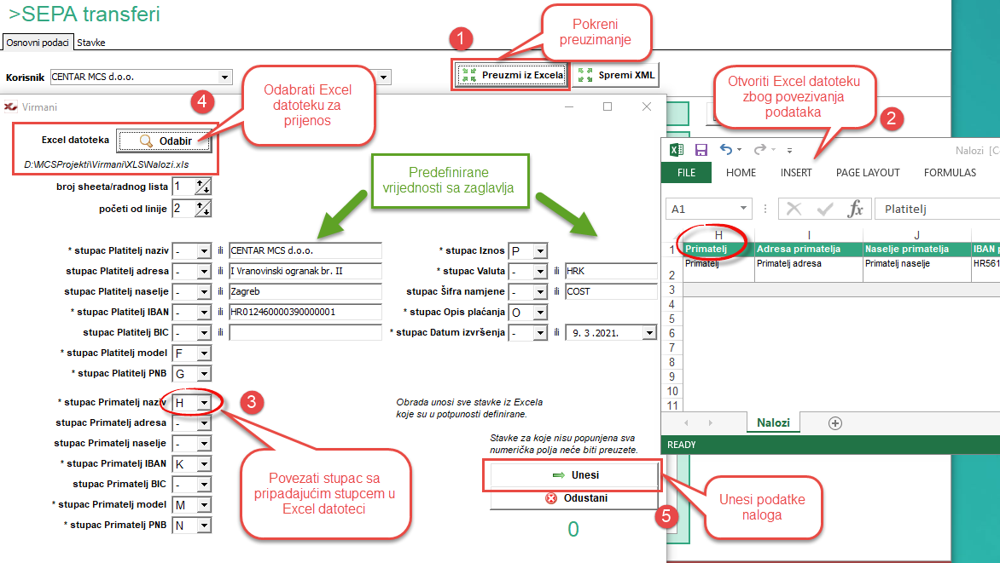 >SEPA transferi
Osnovni podaci
Stavke
Korisnik
CENTAR MCS d.o.o.
1
Pokreni
preuzimanje
Preuzmi iz Excela
Spremi XML
Virmani
4
Odabrati Excel
datoteku za
prijenos
Otvoriti Excel datoteku
zbog povezivanja
podataka
2
Excel datoteka
Odabir
D:\MCSProjekti\Virmani\XLS\Nalozi.xls
broj sheeta/radnog lista
1
početi od linije
2
Predefinirane
vrijednosti sa zaglavlja
Nalozi [C
FILE
HOME
INSERT
PAGE LAYOUT
FORMULAS
A1
fx
Platitelj
H
I
J
1
Primatelj
Adresa primatelja
Naselje primatelja
IBAN p
2
Primatelj
Primatelj adresa
Primatelj naselje
HR561
3
4
5
6
7
8
9
10
11
Nalozi
READY
* stupac Platitelj naziv - ili CENTAR MCS d.o.o.
stupac Platitelj adresa - ili I Vranovinski ogranak br. II
stupac Platitelj naselje - ili Zagreb
* stupac Platitelj IBAN - ili HR012460000390000001
stupac Platitelj BIC - ili
* stupac Platitelj model F
* stupac Platitelj PNB G
* stupac Iznos P
* stupac Valuta - ili HRK
stupac Šifra namjene - ili COST
* stupac Opis plaćanja O
* stupac Datum izvršenja - ili 9. 3 .2021.
* stupac Primatelj naziv H
3
stupac Primatelj adresa -
stupac Primatelj naselje -
* stupac Primatelj IBAN K
stupac Primatelj BIC -
* stupac Primatelj model M
* stupac Primatelj PNB N
Povezati stupac sa
pripadajućim stupcem u
Excel datoteci
Obrada unosi sve stavke iz Excela
koje su u potpunosti definirane.
Stavke za koje nisu popunjena sva
numerička polja neće biti preuzete.
Unesi
Odustani
0
5
Unesi podatke
naloga